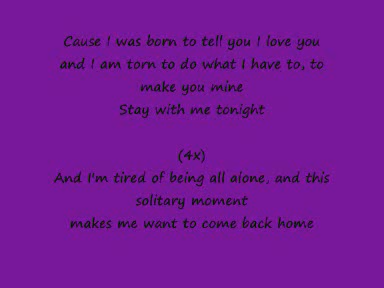 Cause I was born to tell you I love you
and I am torn to do what I have to, to
make you mine
Stay with me tonight

(4x)
And I'm tired of being all alone, and this
solitary moment
makes me want to come back home